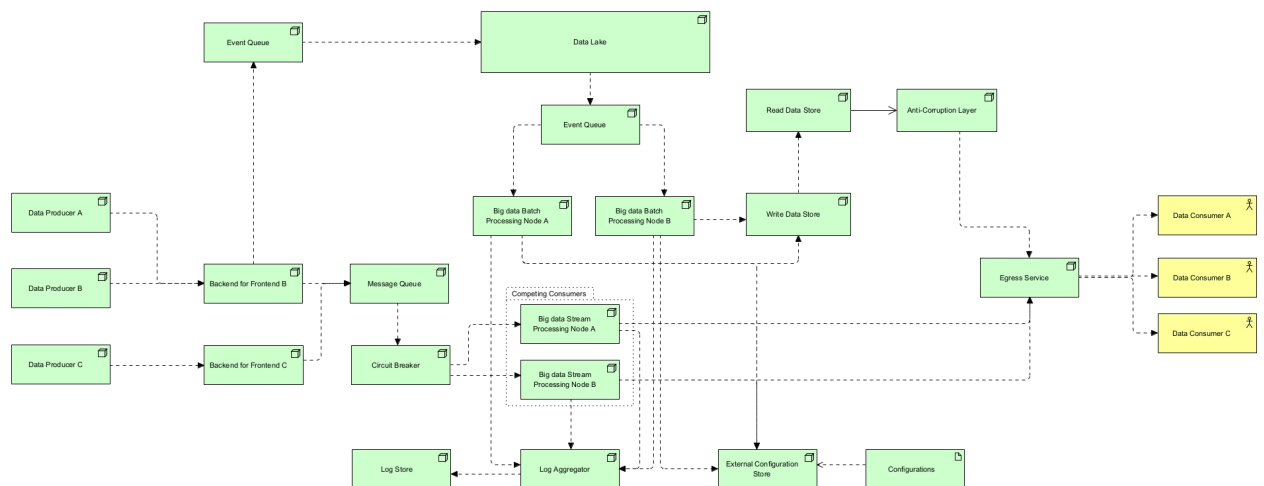 Event Queue
Data Lake
Read Data Store
Anti-Corruption Layer
Event Queue
Data Producer A
Big data Batch
Processing Node A
Big data Batch
Processing Node B
Write Data Store
Data Consumer A
Data Producer B
Backend for Frontend B
Message Queue
Egress Service
Data Consumer B
Competing Consumers
Big data Stream
Processing Node A
Data Consumer C
Data Producer C
Backend for Frontend C
Circuit Breaker
Big data Stream
Processing Node B
Log Store
Log Aggregator
External Configuration
Store
Configurations